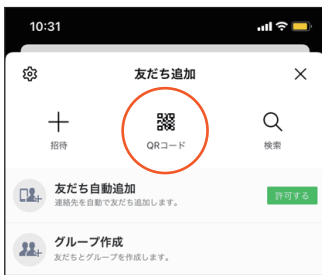 10:31
友だち追加
招待
QRコード
検索
友だち自動追加
連絡先を自動で友だち追加します。
許可する
グループ作成
友だちとグループを作成します。